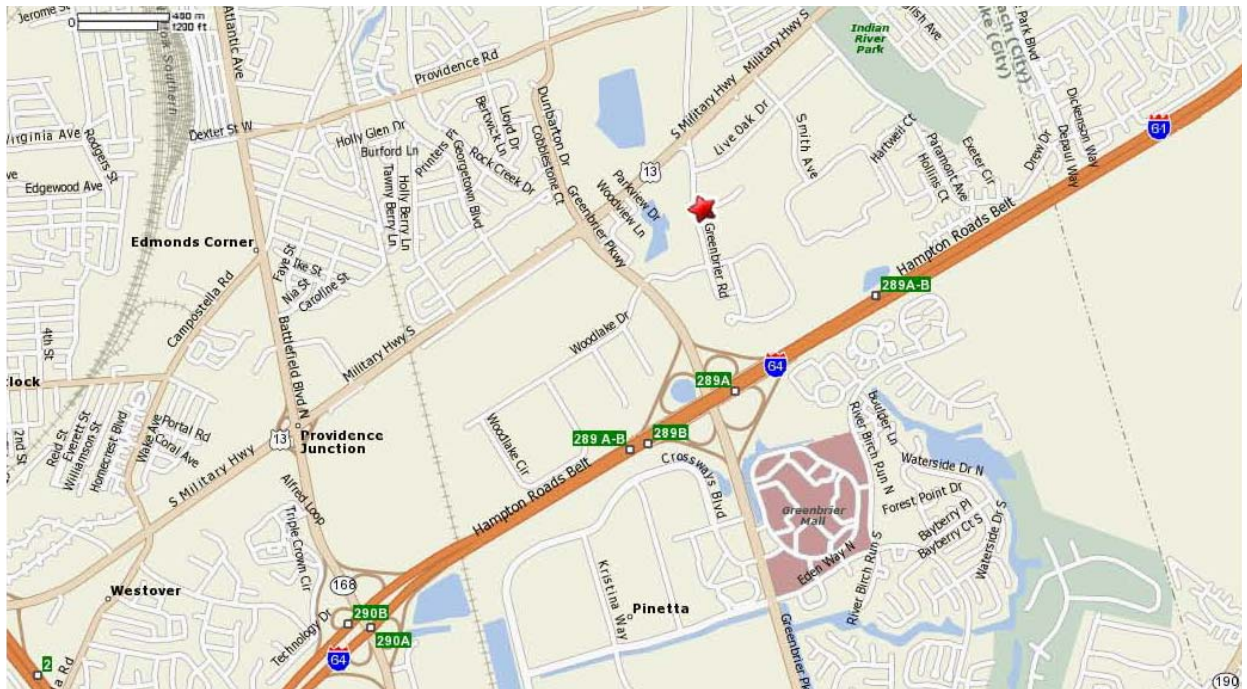 Jerome St
0
400 m
1200 ft
Norfolk Southern
Atlantic Ave
Providence Rd
Military Hwy S
Indian
River
Park
Park Blvd
Virginia Ave
Dexter St W
Rodgers St
Edgewood Ave
Holly Glen Dr
Burford Ln
Printers Pl
Tawny Berry Ln
Holly Berry Ln
Georgetown Blvd
Bertwick Ln
Lloyd Dr
Rock Creek Dr
Dunbarton Dr
Cobblestone Ct
Greenbrier Pkwy
S Military Hwy
13
Parkview Dr
Woodview Ln
Live Oak Dr
Smith Ave
Hartwell Ct
Paramont Ave
Hollins Ct
Exeter Cir
Drew Dr
Depaul Way
Dickenson Way
64
Edmonds Corner
Campostella Rd
Faye St
Ike St
Nia St
Caroline St
Battlefield Blvd N
Military Hwy S
Greenbrier Rd
Hampton Roads Belt
289A-B
4th St
2nd St
Reid St
Everett St
Williamson St
Homecrest Blvd
Wake Ave
Portal Rd
Coral Ave
13
Providence
Junction
S Military Hwy
Woodlake Dr
Woodlake Cir
289A
64
289 A-B
289B
Crossways Blvd
Hampton Roads Belt
Boulder Ln
River Birch Run N
Waterside Dr N
Forest Point Dr
Bayberry Pl
Bayberry Ct S
Waterside Dr S
Greenbrier
Mall
Eden Way N
River Birch Run S
Alfred Loop
Triple Crown Cir
Westover
168
Technology Dr
290B
290A
64
Kristina Way
Pinetta
Greenbrier Pkwy
2
190